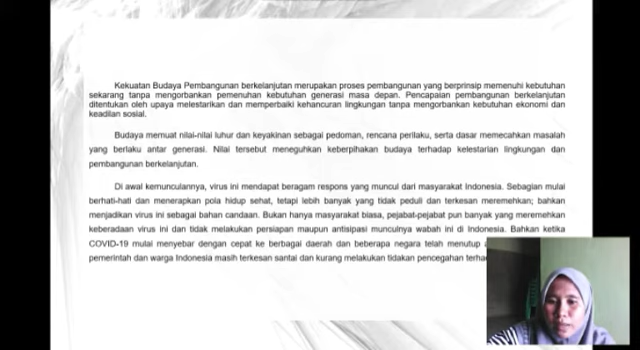 Kekuatan Budaya Pembangunan berkelanjutan merupakan proses pembangunan yang berprinsip memenuhi kebutuhan
sekarang tanpa mengorbankan pemenuhan kebutuhan generasi masa depan. Pencapaian pembangunan berkelanjutan
ditentukan oleh upaya melestarikan dan memperbaiki kehancuran lingkungan tanpa mengorbankan kebutuhan ekonomi dan
keadilan sosial.
Budaya memuat nilai-nilai luhur dan keyakinan sebagai pedoman, rencana perilaku, serta dasar memecahkan masalah
yang berlaku antar generasi. Nilai tersebut meneguhkan keberpihakan budaya terhadap kelestarian lingkungan dan
pembangunan berkelanjutan.
Di awal kemunculannya, virus ini mendapat beragam respons yang muncul dari masyarakat Indonesia. Sebagian mulai
berhati-hati dan menerapkan pola hidup sehat, tetapi lebih banyak yang tidak peduli dan terkesan meremehkan; bahkan
menjadikan virus ini sebagai bahan candaan. Bukan hanya masyarakat biasa, pejabat-pejabat pun banyak yang meremehkan
keberadaan virus ini dan tidak melakukan persiapan maupun antisipasi munculnya wabah ini di Indonesia. Bahkan ketika
COVID-19 mulai menyebar dengan cepat ke berbagai daerah dan beberapa negara telah menutup
pemerintah dan warga Indonesia masih terkesan santai dan kurang melakukan tidakan pencegahan